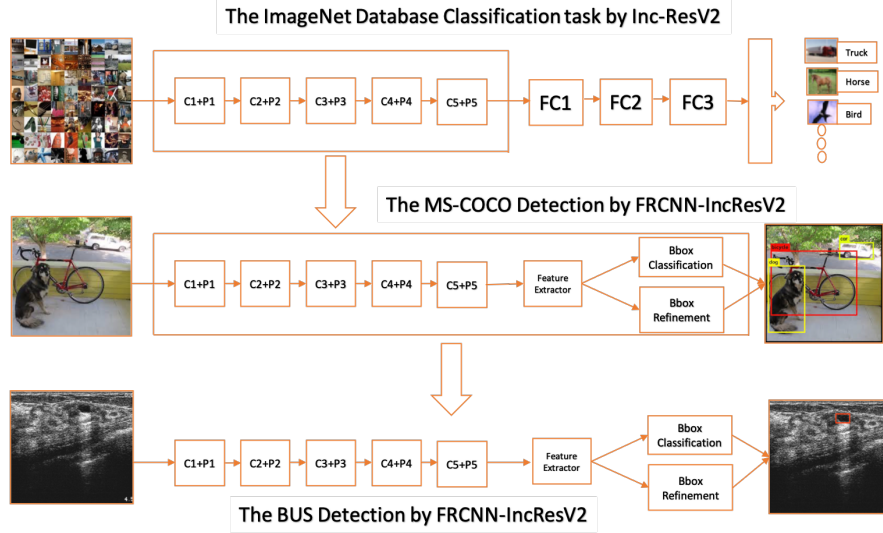 The ImageNet Database Classification task by Inc-ResV2
C1+P1
C2+P2
C3+P3
C4+P4
C5+P5
FC1
FC2
FC3
Truck
Horse
Bird
The MS-COCO Detection by FRCNN-IncResV2
C1+P1
C2+P2
C3+P3
C4+P4
C5+P5
Feature
Extractor
Bbox
Classification
Bbox
Refinement
bicycle
car
dog
C1+P1
C2+P2
C3+P3
C4+P4
C5+P5
Feature
Extractor
Bbox
Classification
Bbox
Refinement
The BUS Detection by FRCNN-IncResV2